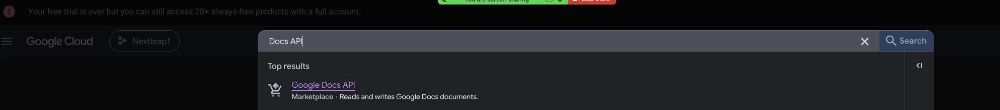 You are screen sharing
Stop share
Your free trial is over but you can still access 20+ always-free products with a full account.
Google Cloud
Nextleap1
Docs API
Search
Top results
Google Docs API
Marketplace · Reads and writes Google Docs documents.